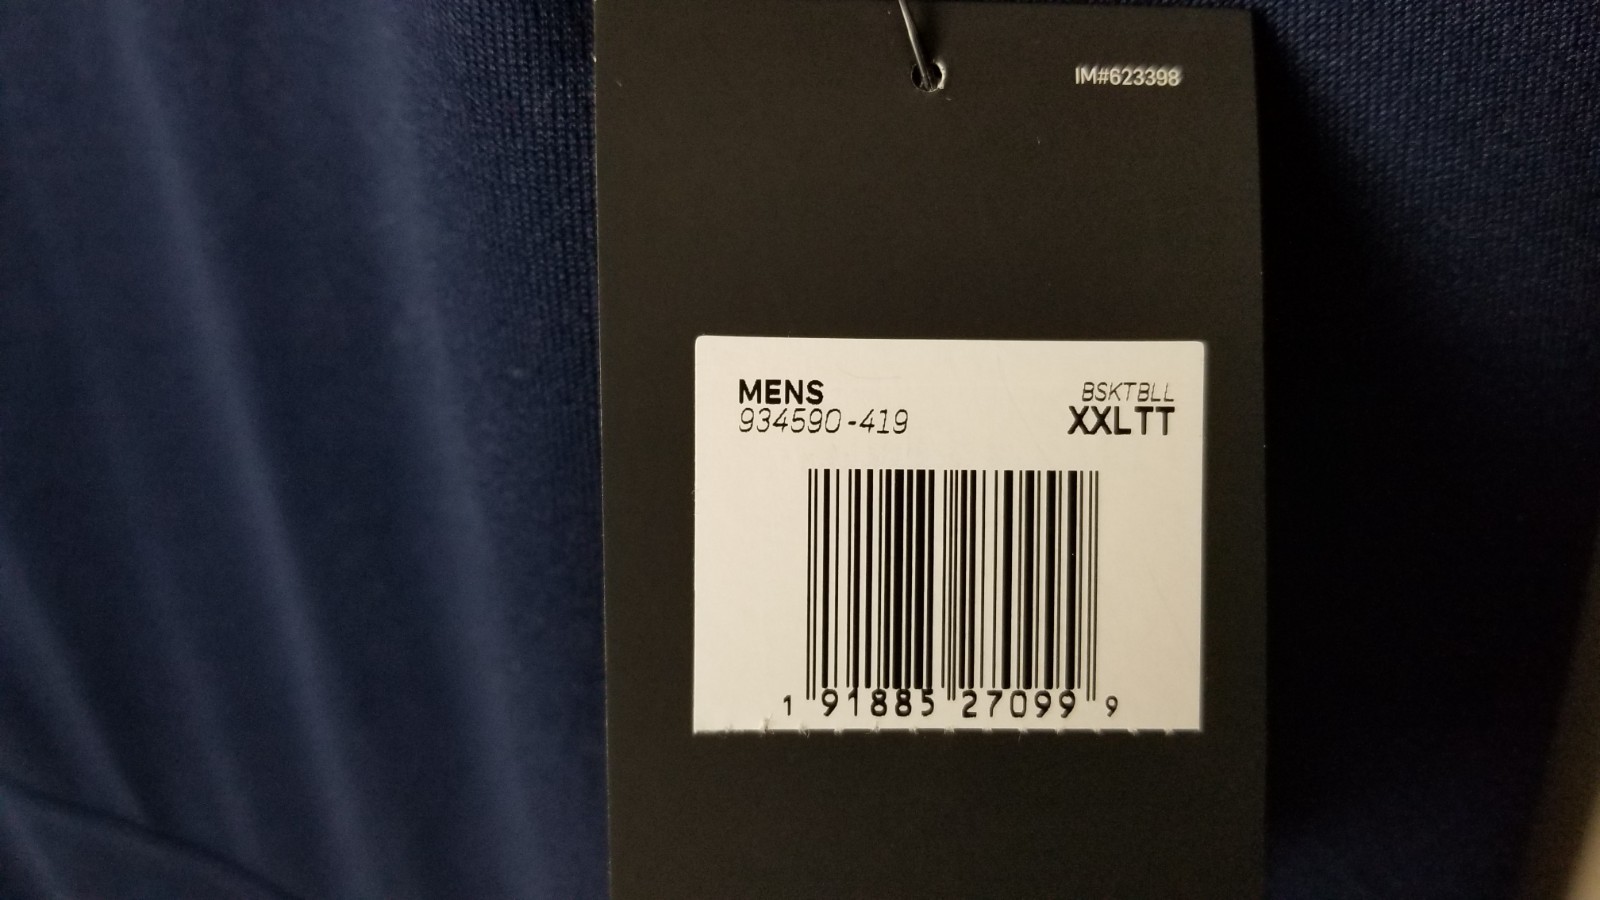 IM#623398
MENS BSKTBLL
934590-419 XXLTT
1 91885 27099 9